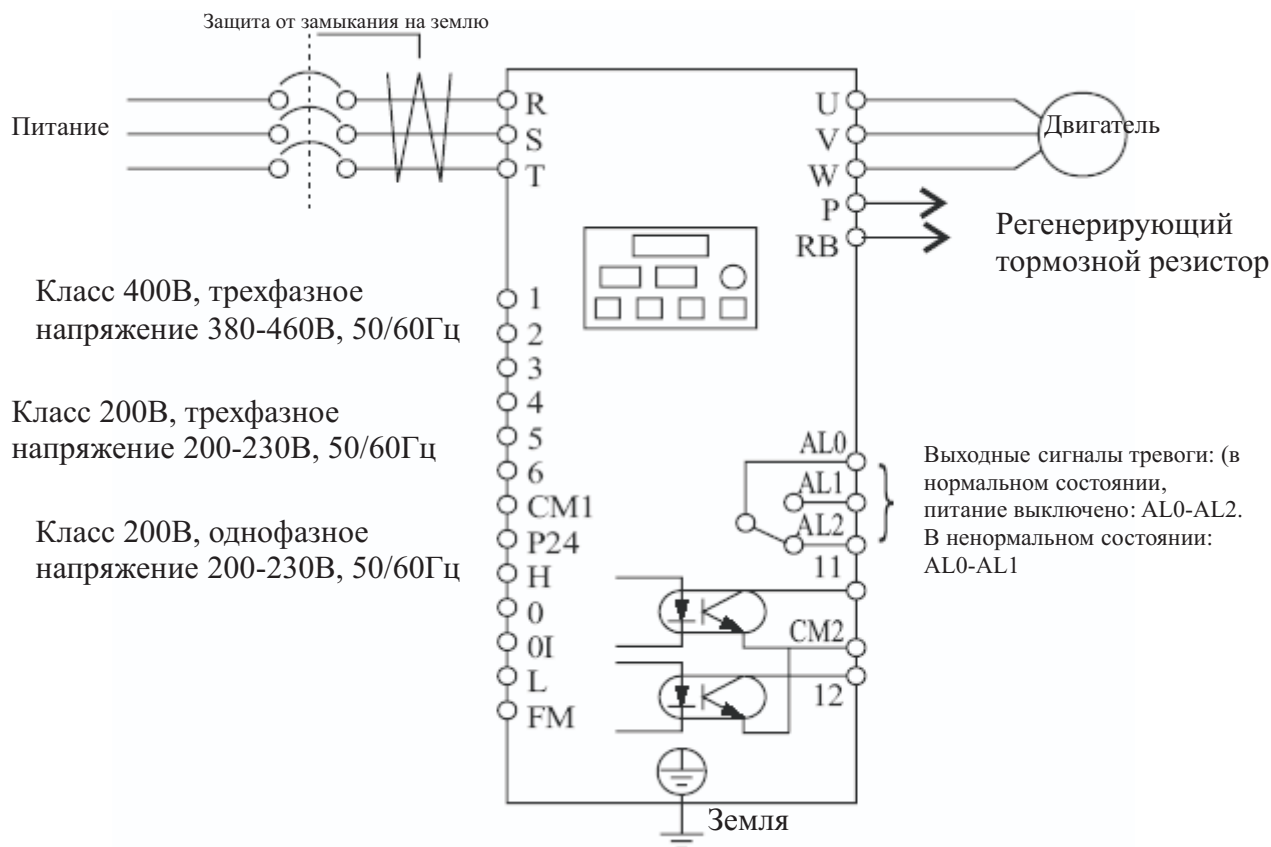 Защита от замыкания на землю
Питание
R
S
T
U
V
W
P
RB
Двигатель
Регенерирующий
тормозной резистор
Класс 400В, трехфазное
напряжение 380-460В, 50/60Гц
Класс 200В, трехфазное
напряжение 200-230В, 50/60Гц
Класс 200В, однофазное
напряжение 200-230В, 50/60Гц
1
2
3
4
5
6
CM1
P24
H
0
0I
L
FM
AL0
AL1
AL2
11
CM2
12
Выходные сигналы тревоги: (в
нормальном состоянии,
питание выключено: AL0-AL2.
В ненормальном состоянии:
AL0-AL1
Земля